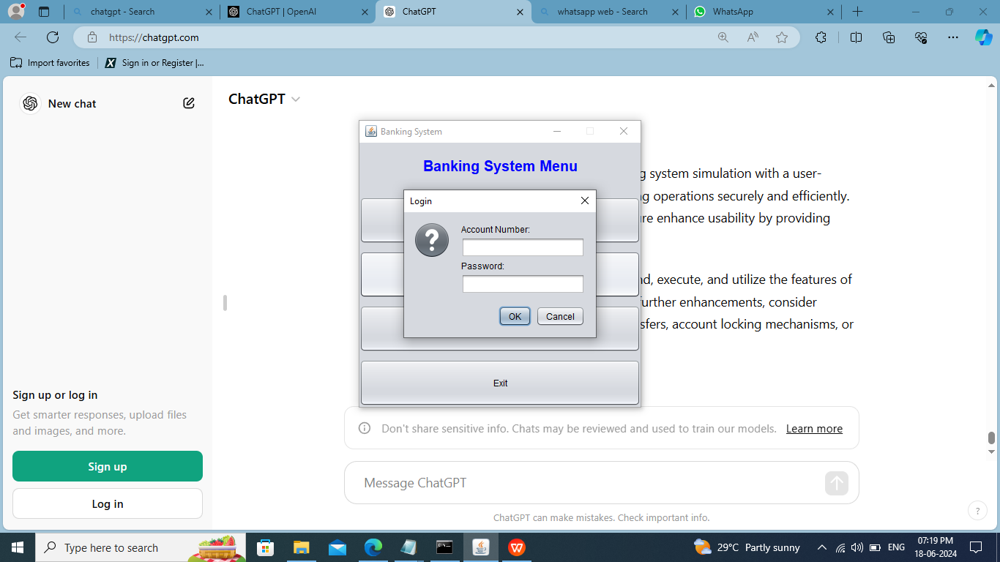 chatgpt - Search
ChatGPT | OpenAI
ChatGPT
whatsapp web - Search
WhatsApp
https://chatgpt.com
Import favorites
Sign in or Register |...
New chat
ChatGPT
Banking System
Banking System Menu
g system simulation with a user-
ng operations securely and efficiently.
re enhance usability by providing
Login
Account Number:
Password:
OK
Cancel
nd, execute, and utilize the features of
further enhancements, consider
sfers, account locking mechanisms, or
Exit
Sign up or log in
Get smarter responses, upload files
and images, and more.
Sign up
Log in
Don't share sensitive info. Chats may be reviewed and used to train our models. Learn more
Message ChatGPT
ChatGPT can make mistakes. Check important info.
?
Type here to search
29°C Partly sunny
ENG
07:19 PM
18-06-2024